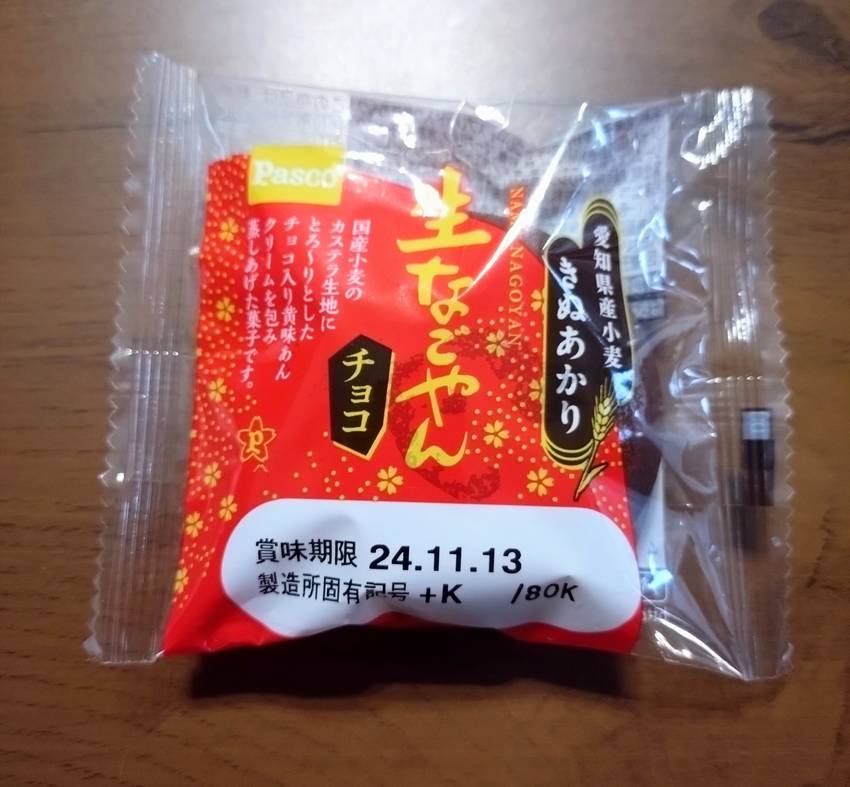 Pasco
愛知県産小麦
きぬあかり
生なごやん
チョコ
国産小麦の
カステラ生地に
とろ〜りとした
チョコ入り黄味あん
クリームを包み
蒸しあげた菓子です。
賞味期限 24.11.13
製造所固有記号 +K /80K